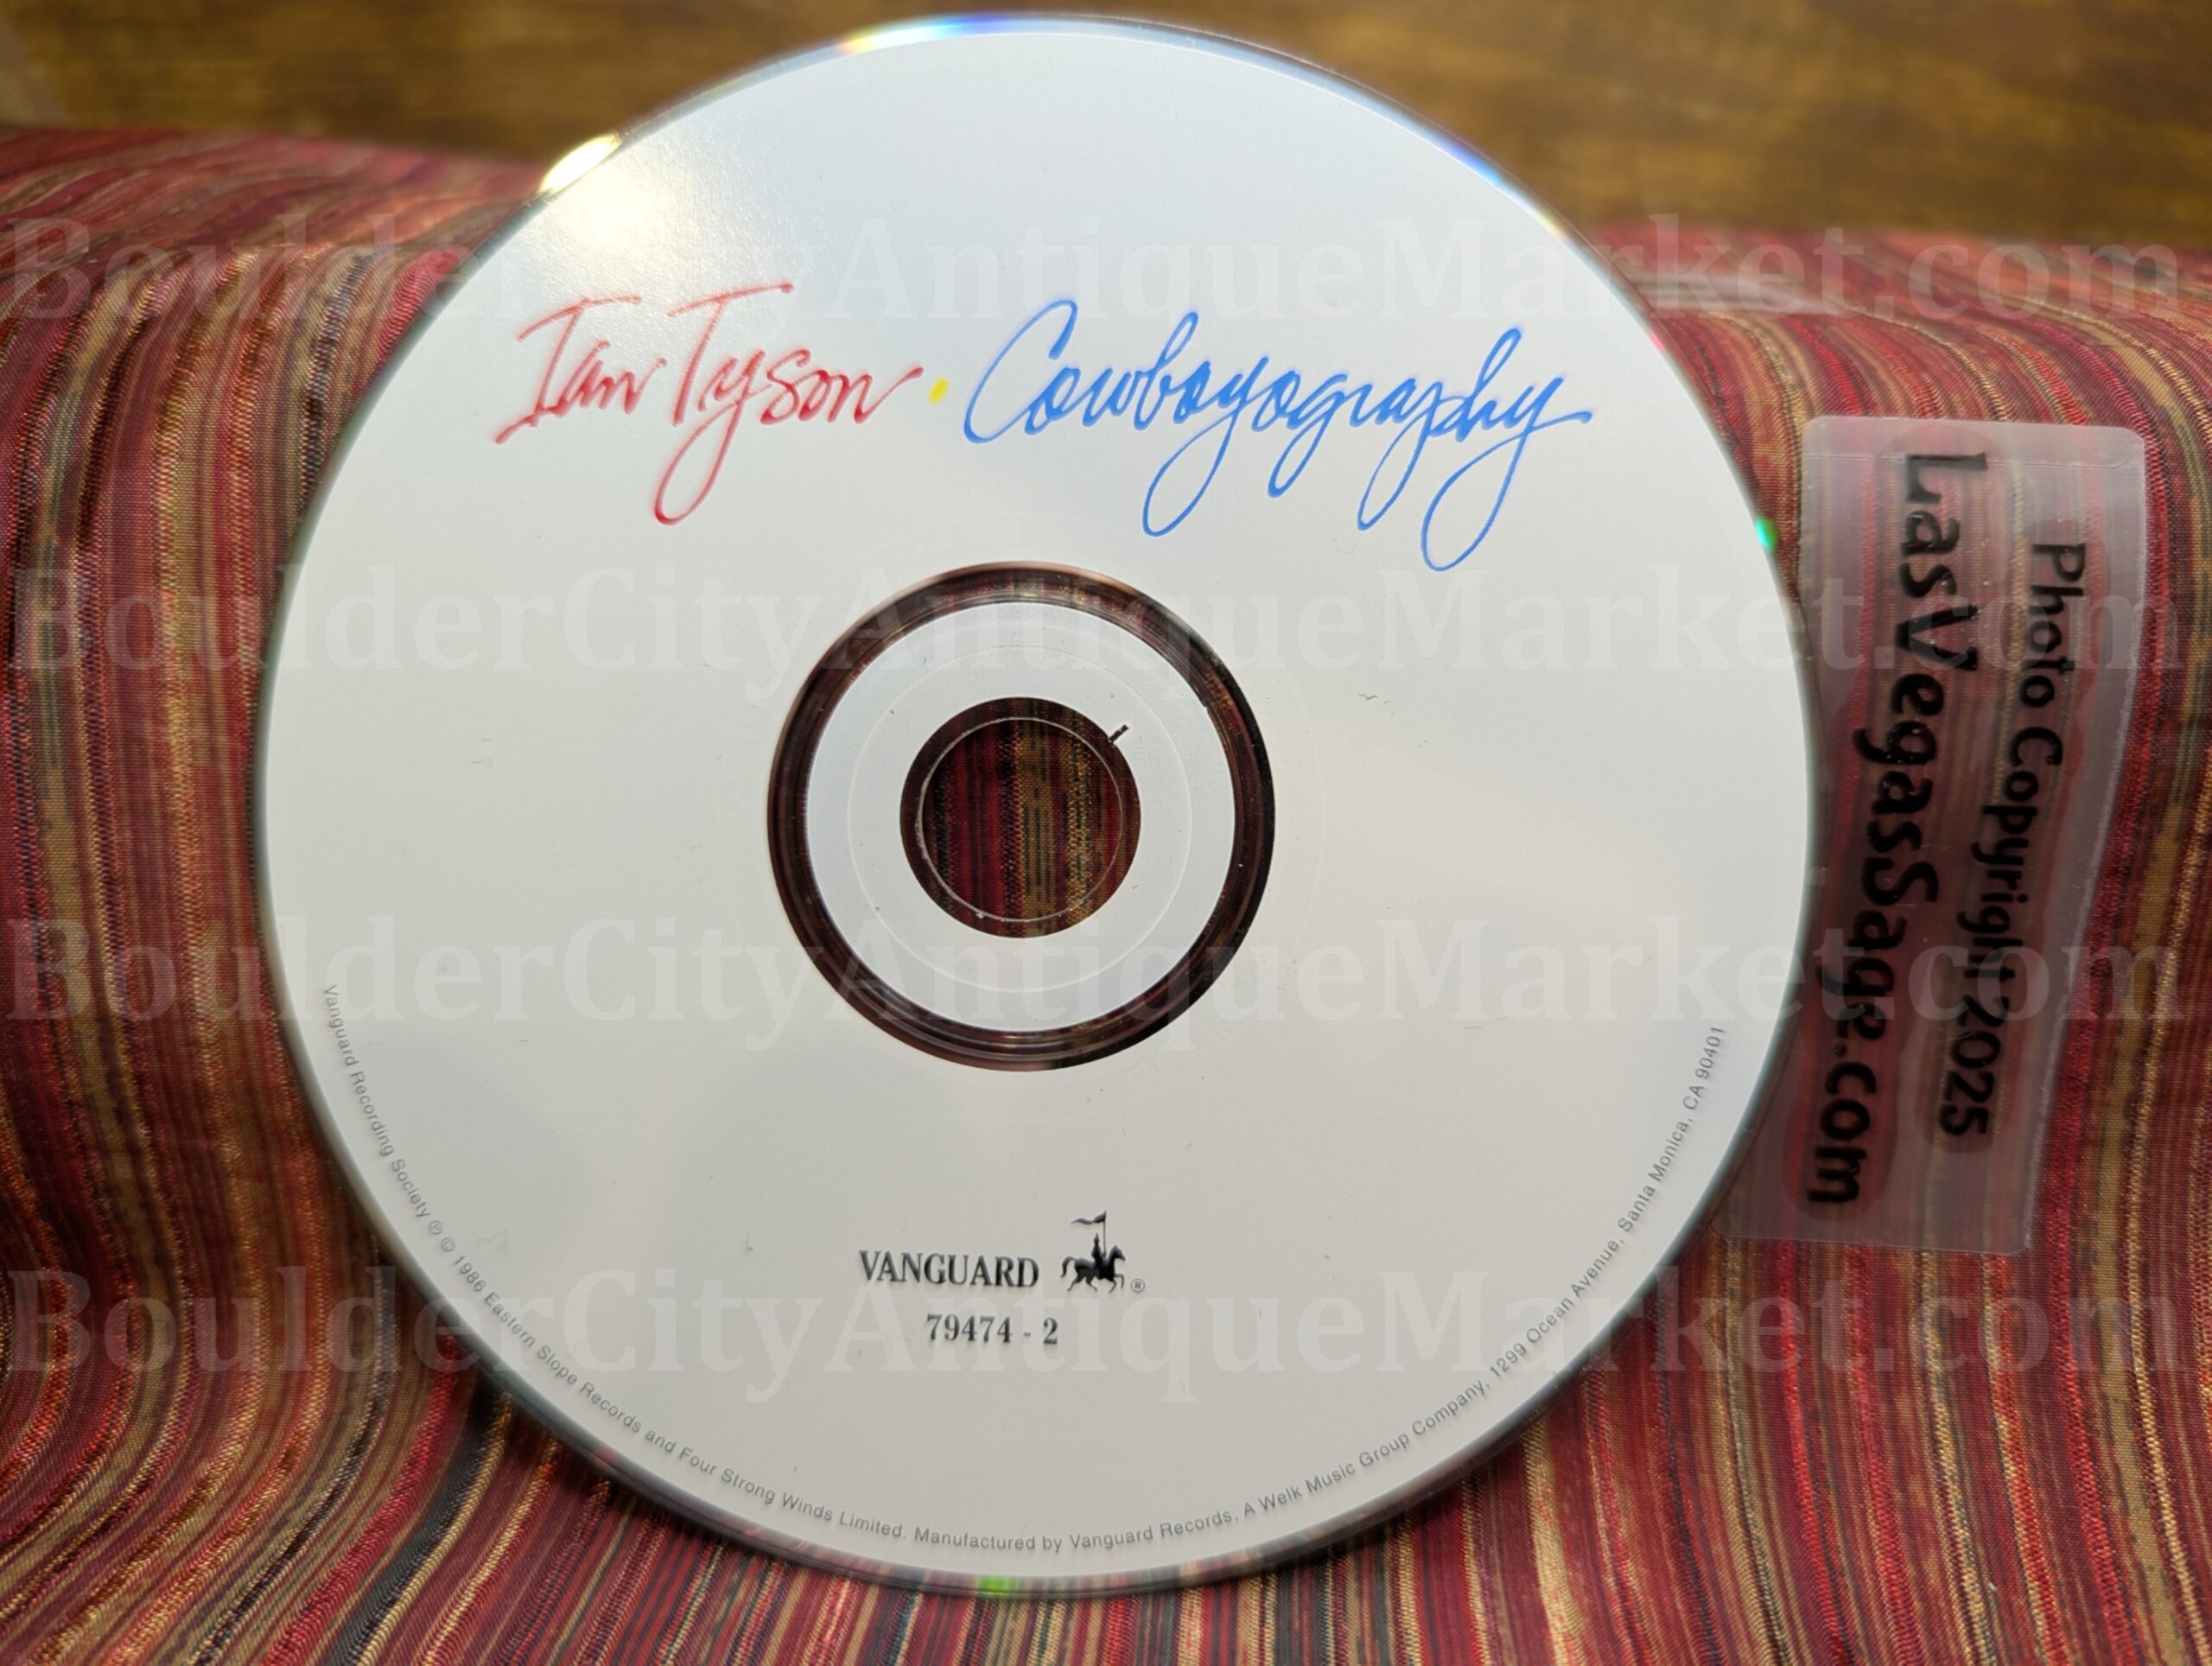 BoulderCityAntiqueMarket.com
Ian Tyson • Cowboyography
BoulderCityAntiqueMarket.com
BoulderCityAntiqueMarket.com
VANGUARD ®
BoulderCityAntiqueMarket.com
79474 - 2
Vanguard Recording Society ℗ © 1986 Eastern Slope Records and Four Strong Winds Limited. Manufactured by Vanguard Records, A Welk Music Group Company, 1299 Ocean Avenue, Santa Monica, CA 90401
Photo Copyright 2025
LasVegasSage.com